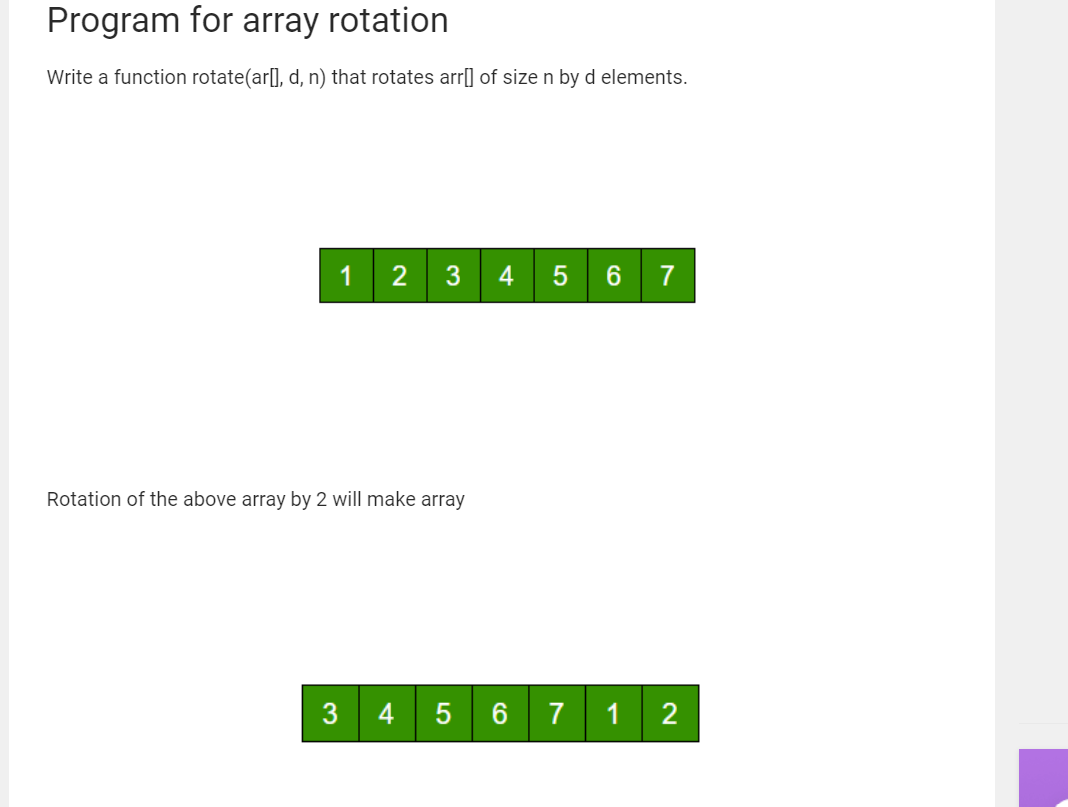 Program for array rotation
Write a function rotate(ar[], d, n) that rotates arr[] of size n by d elements.
1 2 3 4 5 6 7
Rotation of the above array by 2 will make array
3 4 5 6 7 1 2